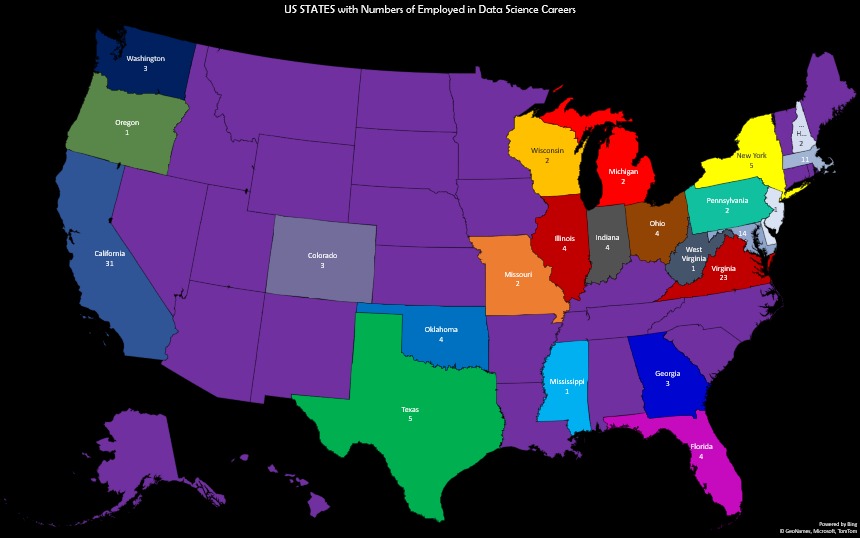 US STATES with Numbers of Employed in Data Science Careers
Washington
3
Oregon
1
California
31
Colorado
3
Texas
5
Oklahoma
4
Missouri
2
Wisconsin
2
Illinois
4
Michigan
2
Indiana
4
Ohio
4
Mississippi
1
Georgia
3
Florida
4
West
Virginia
1
Virginia
23
Pennsylvania
2
New York
5
...
H...
2
11
1
14
Powered by Bing
© GeoNames, Microsoft, TomTom